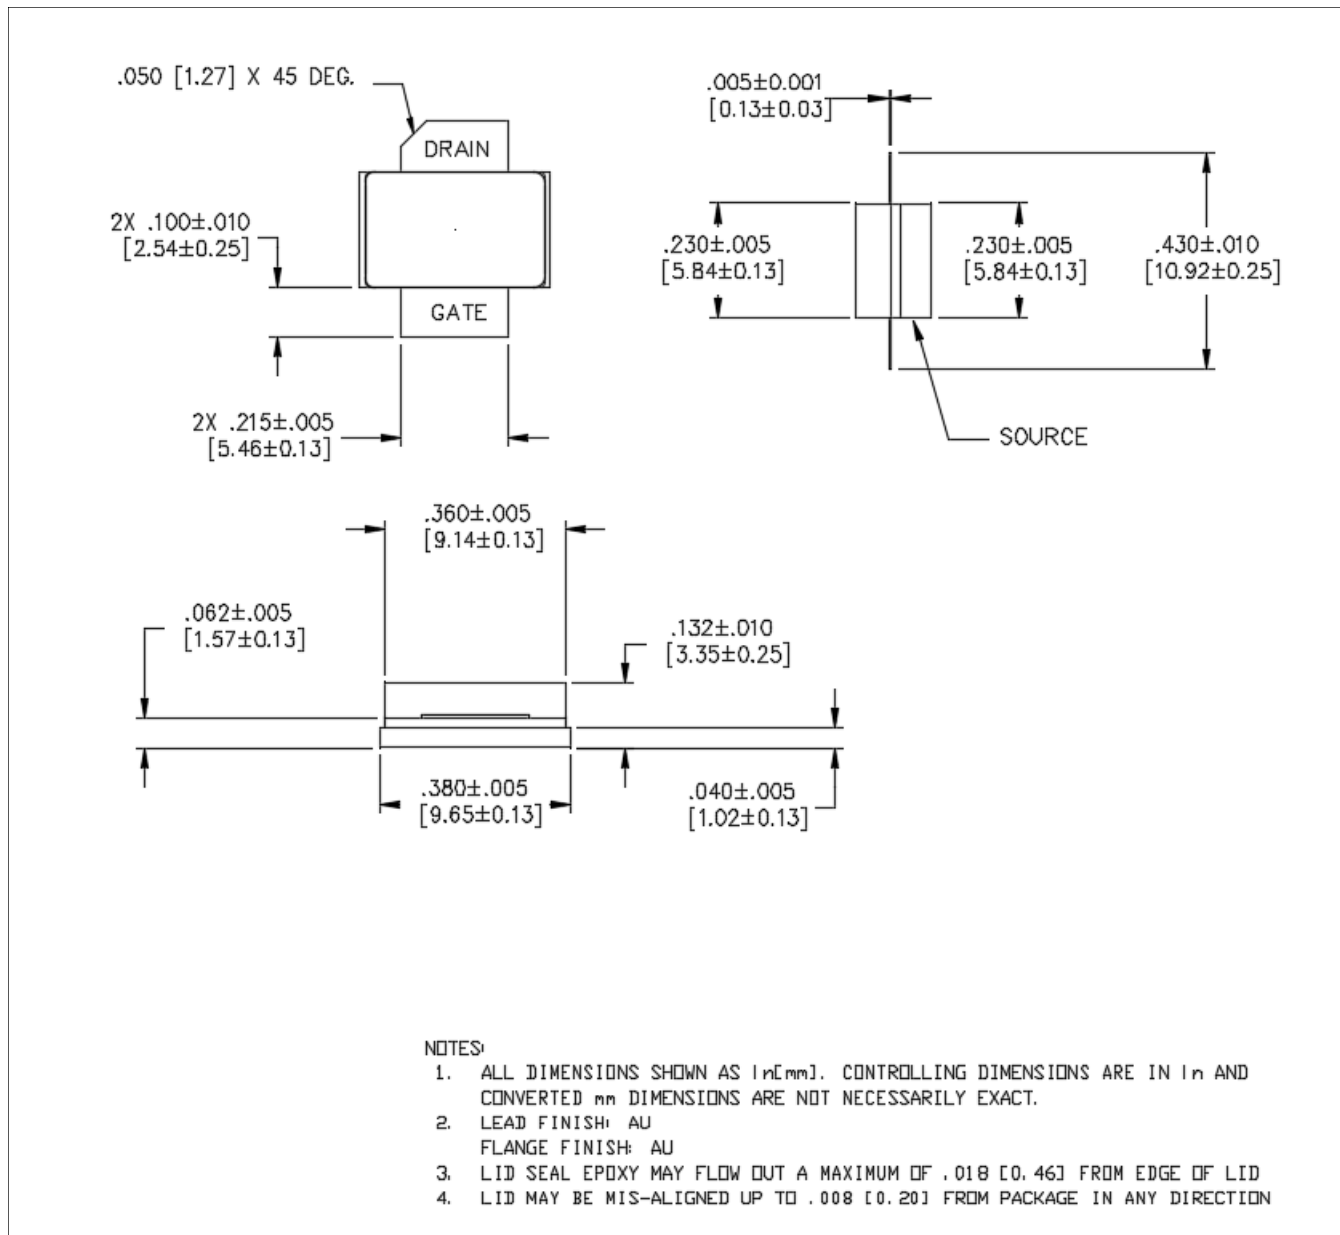 .050 [1.27] X 45 DEG.
DRAIN
2X .100±.010
[2.54±0.25]
GATE
2X .215±.005
[5.46±0.13]
.005±0.001
[0.13±0.03]
.230±.005
[5.84±0.13]
.230±.005
[5.84±0.13]
.430±.010
[10.92±0.25]
SOURCE
.360±.005
[9.14±0.13]
.062±.005
[1.57±0.13]
.132±.010
[3.35±0.25]
.380±.005
[9.65±0.13]
.040±.005
[1.02±0.13]
NOTES:
1. ALL DIMENSIONS SHOWN AS in[mm]. CONTROLLING DIMENSIONS ARE IN in AND
CONVERTED mm DIMENSIONS ARE NOT NECESSARILY EXACT.
2. LEAD FINISH: AU
FLANGE FINISH: AU
3. LID SEAL EPOXY MAY FLOW OUT A MAXIMUM OF .018 [0.46] FROM EDGE OF LID
4. LID MAY BE MIS-ALIGNED UP TO .008 [0.20] FROM PACKAGE IN ANY DIRECTION